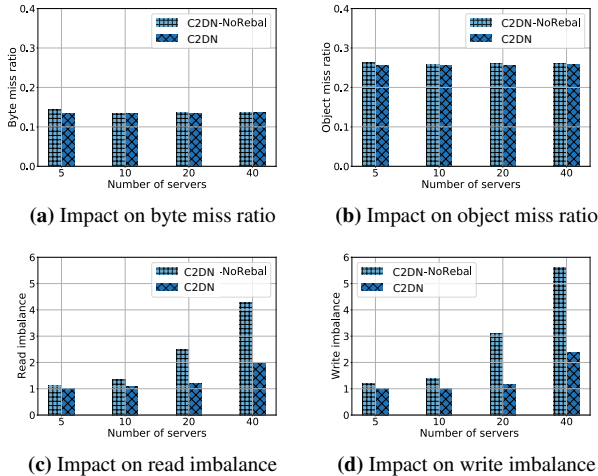 0.4
0.3
0.2
0.1
0.0
Byte miss ratio
C2DN-NoRebal
C2DN
5 10 20 40
Number of servers
(a) Impact on byte miss ratio
0.4
0.3
0.2
0.1
0.0
Object miss ratio
C2DN-NoRebal
C2DN
5 10 20 40
Number of servers
(b) Impact on object miss ratio
6
5
4
3
2
1
0
Read imbalance
C2DN -NoRebal
C2DN
5 10 20 40
Number of servers
(c) Impact on read imbalance
6
5
4
3
2
1
0
Write imbalance
C2DN-NoRebal
C2DN
5 10 20 40
Number of servers
(d) Impact on write imbalance